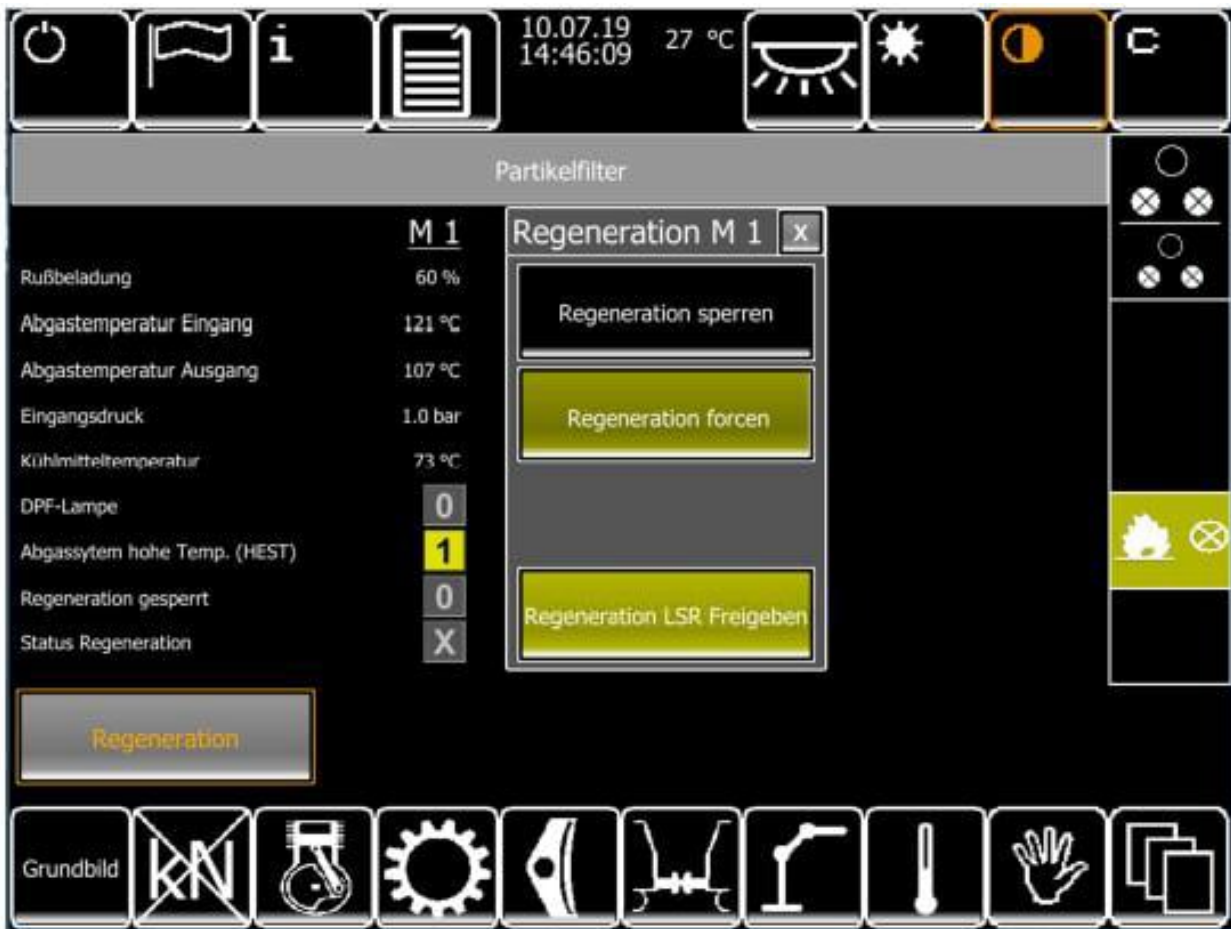 i
10.07.19
14:46:09
27 °C
C
Partikelfilter
M 1
Rußbeladung 60 %
Abgastemperatur Eingang 121 °C
Abgastemperatur Ausgang 107 °C
Eingangsdruck 1.0 bar
Kühlmitteltemperatur 73 °C
DPF-Lampe 0
Abgassytem hohe Temp. (HEST) 1
Regeneration gesperrt 0
Status Regeneration X
Regeneration M 1 x
Regeneration sperren
Regeneration forcen
Regeneration LSR Freigeben
Regeneration
Grundbild
kN